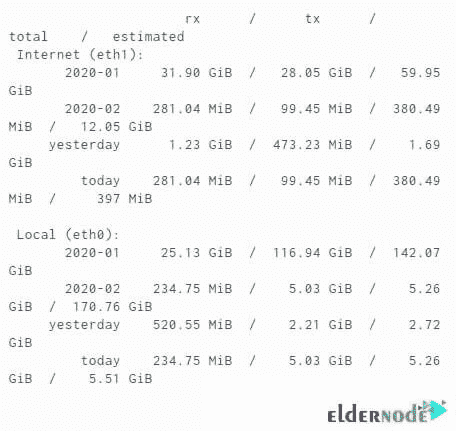 rx / tx /
total / estimated
Internet (eth1):
2020-01 31.90 GiB / 28.05 GiB / 59.95
GiB
2020-02 281.04 MiB / 99.45 MiB / 380.49
MiB / 12.05 GiB
yesterday 1.23 GiB / 473.23 MiB / 1.69
GiB
today 281.04 MiB / 99.45 MiB / 380.49
MiB / 397 MiB
Local (eth0):
2020-01 25.13 GiB / 116.94 GiB / 142.07
GiB
2020-02 234.75 MiB / 5.03 GiB / 5.26
GiB / 170.76 GiB
yesterday 520.55 MiB / 2.21 GiB / 2.72
GiB
today 234.75 MiB / 5.03 GiB / 5.26
GiB / 5.51 GiB
ELDERNODE